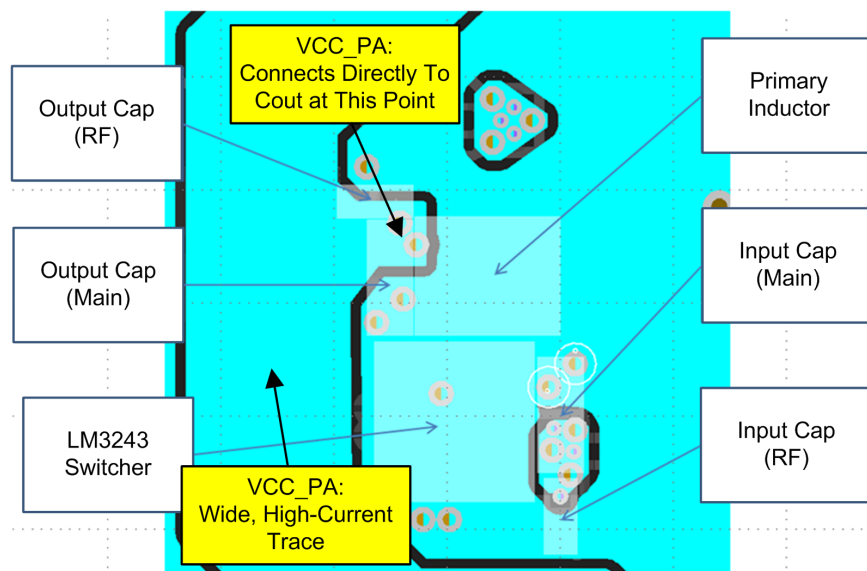 VCC_PA:
Connects Directly To
Cout at This Point
Output Cap
(RF)
Primary
Inductor
Output Cap
(Main)
Input Cap
(Main)
LM3243
Switcher
Input Cap
(RF)
VCC_PA:
Wide, High-Current
Trace